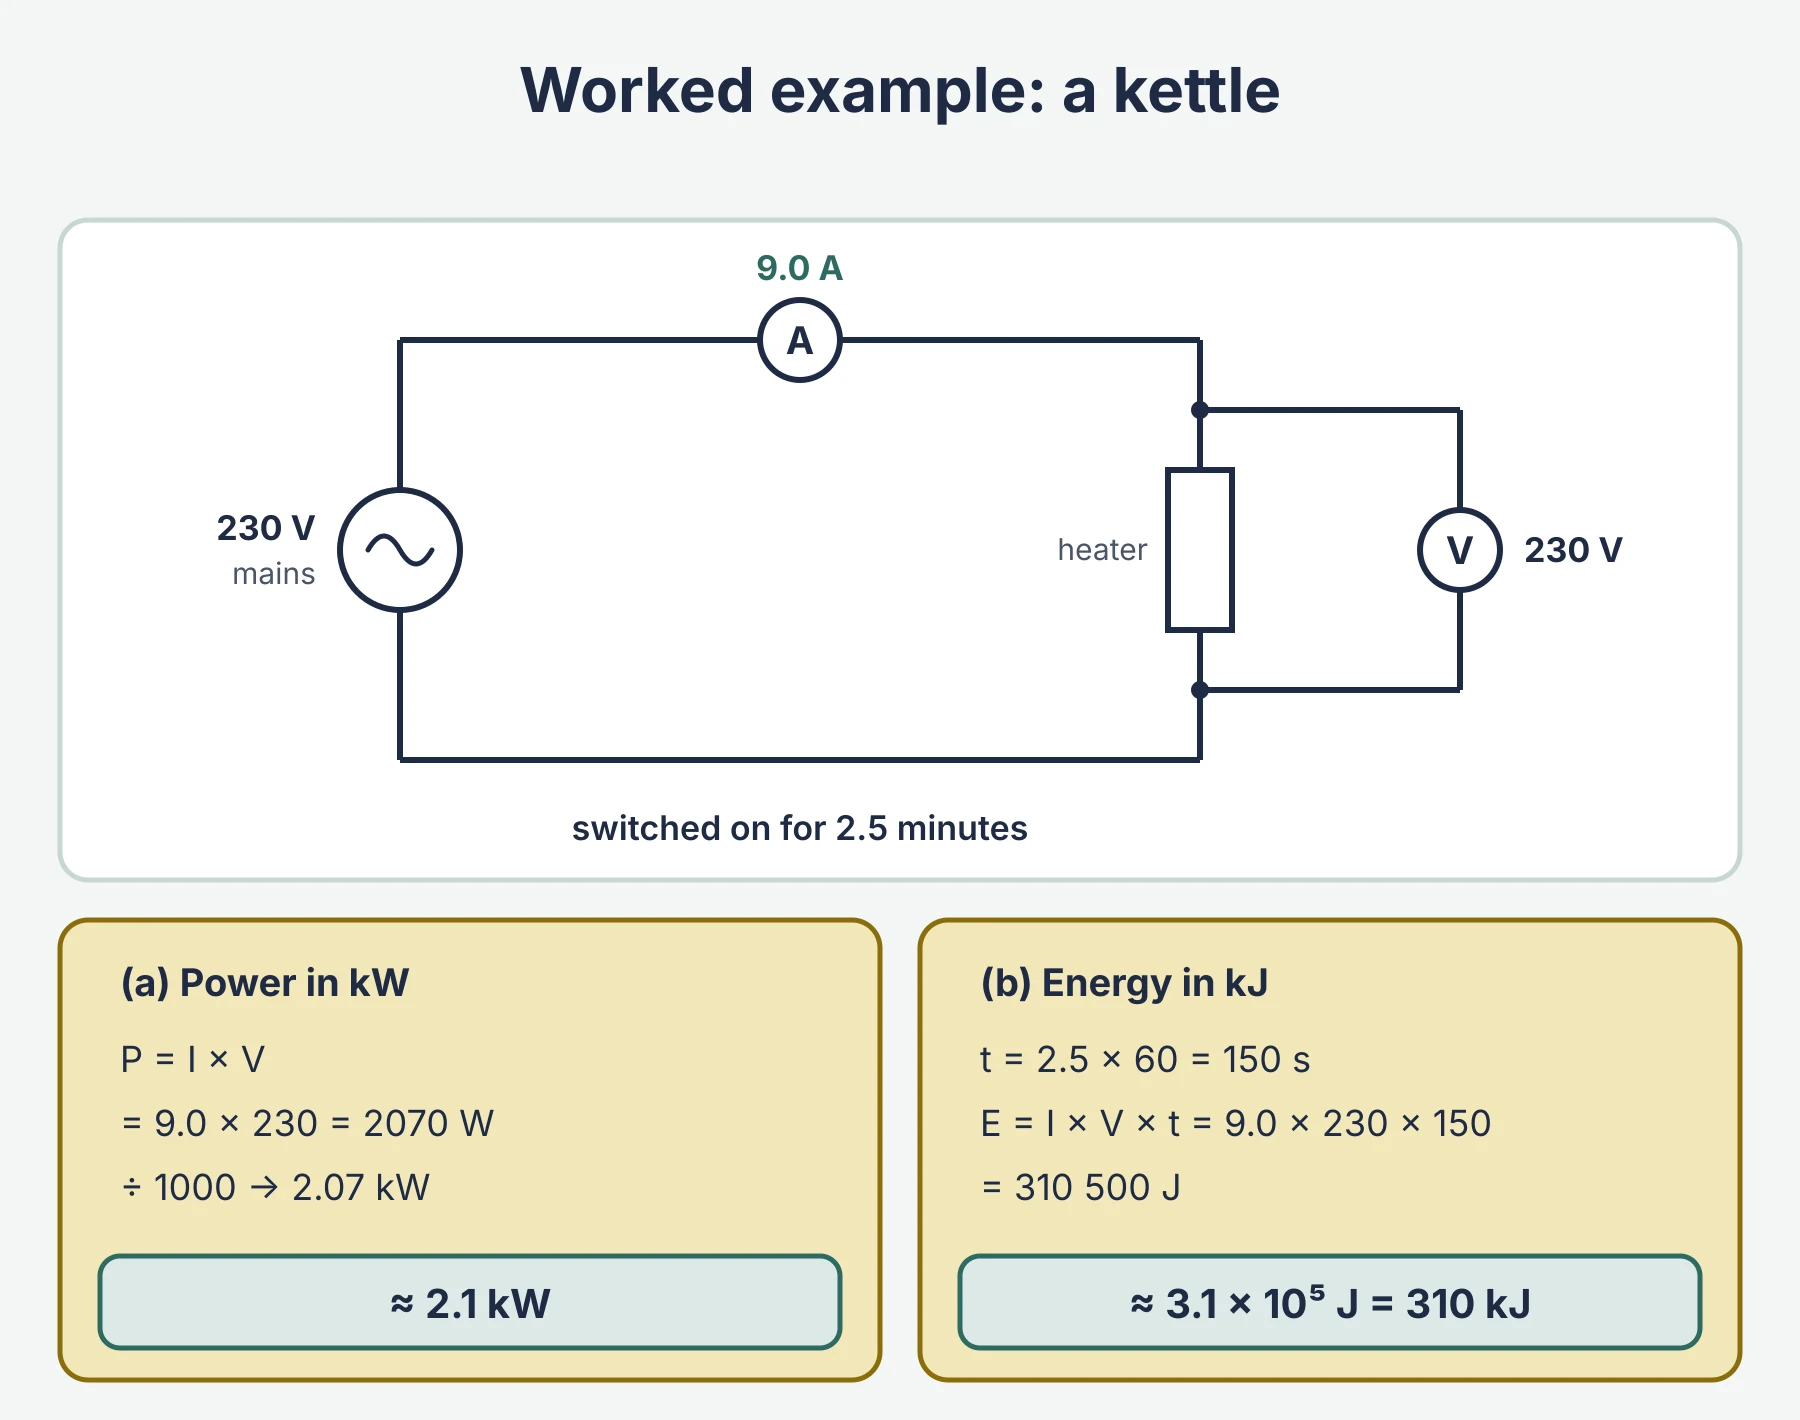 Worked example: a kettle
9.0 A
A
230 V
mains
heater
V
230 V
switched on for 2.5 minutes
(a) Power in kW
P = I × V
= 9.0 × 230 = 2070 W
÷ 1000 → 2.07 kW
≈ 2.1 kW
(b) Energy in kJ
t = 2.5 × 60 = 150 s
E = I × V × t = 9.0 × 230 × 150
= 310 500 J
≈ 3.1 × 10⁵ J = 310 kJ